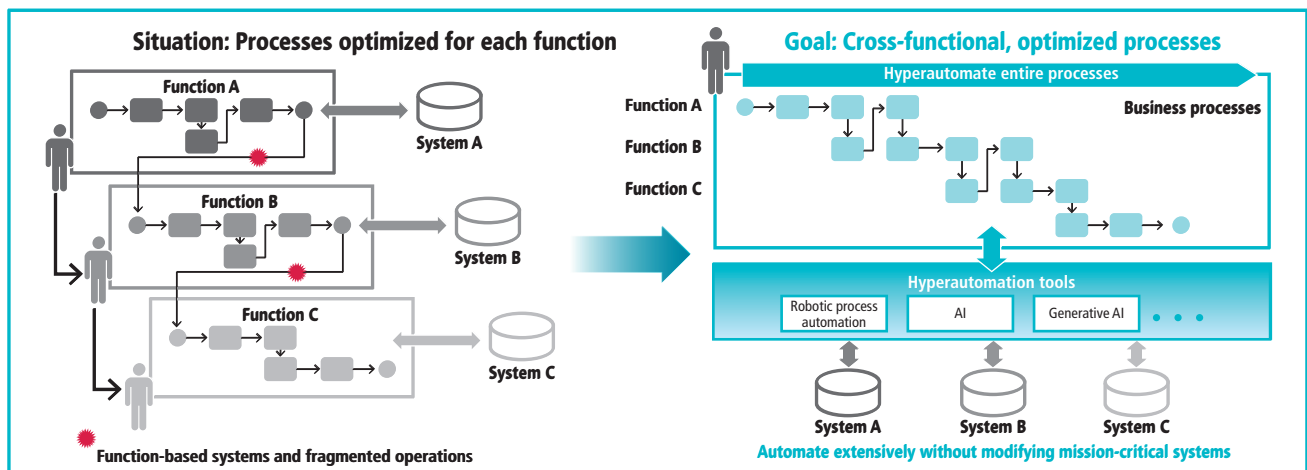 Situation: Processes optimized for each function
Function A
System A
Function B
System B
Function C
System C
Function-based systems and fragmented operations
Goal: Cross-functional, optimized processes
Hyperautomate entire processes
Business processes
Function A
Function B
Function C
Hyperautomation tools
Robotic process
automation
AI
Generative AI
System A
System B
System C
Automate extensively without modifying mission-critical systems